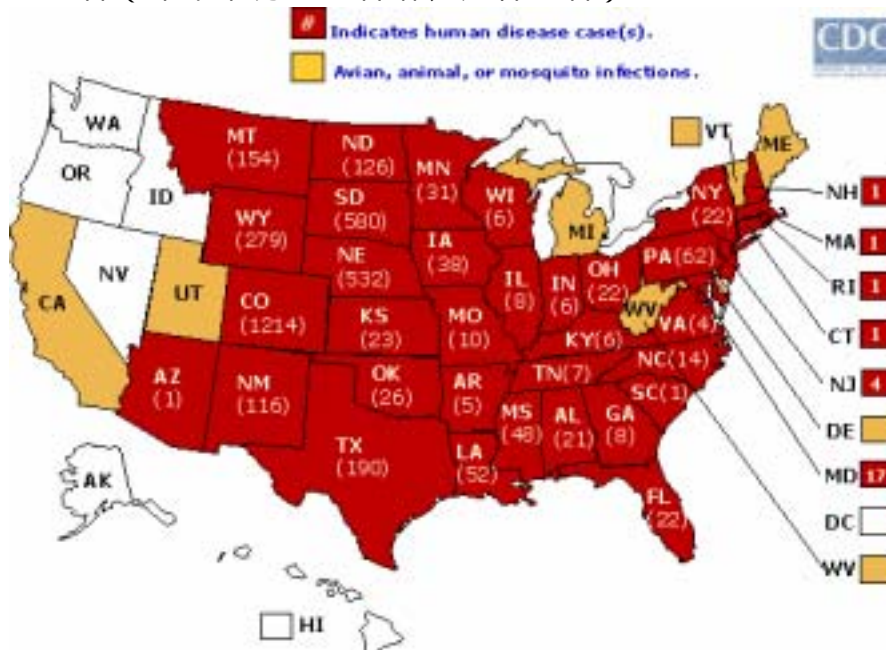 # Indicates human disease case(s).
Avian, animal, or mosquito infections.
CDC
WA
OR
ID
NV
CA
UT
MT
(154)
WY
(279)
CO
(1214)
AZ
(1)
NM
(116)
ND
(126)
SD
(580)
NE
(532)
KS
(23)
OK
(26)
TX
(190)
MN
(31)
IA
(38)
MO
(10)
AR
(5)
LA
(52)
WI
(6)
IL
(8)
MI
IN
(6)
OH
(22)
KY(6)
TN(7)
MS
(48)
AL
(21)
GA
(8)
FL
(22)
SC(1)
NC(14)
VA(4)
WV
PA(62)
NY
(22)
VT
ME
NH 1
MA 1
RI 1
CT 1
NJ 4
DE
MD 17
DC
WV
AK
HI